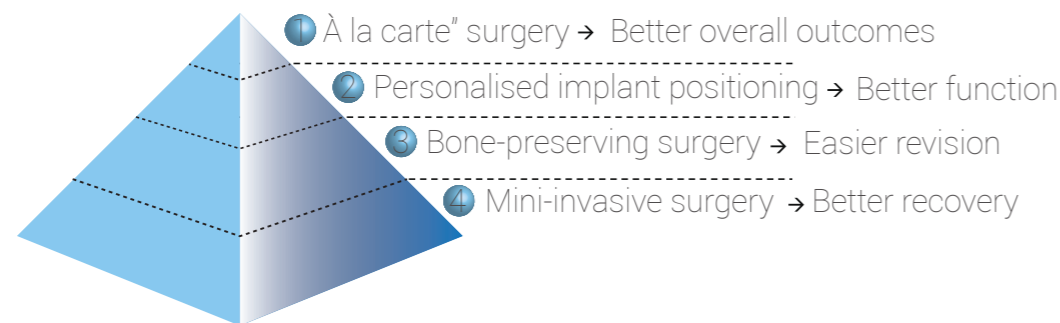 1 À la carte" surgery → Better overall outcomes
2 Personalised implant positioning → Better function
3 Bone-preserving surgery → Easier revision
4 Mini-invasive surgery → Better recovery